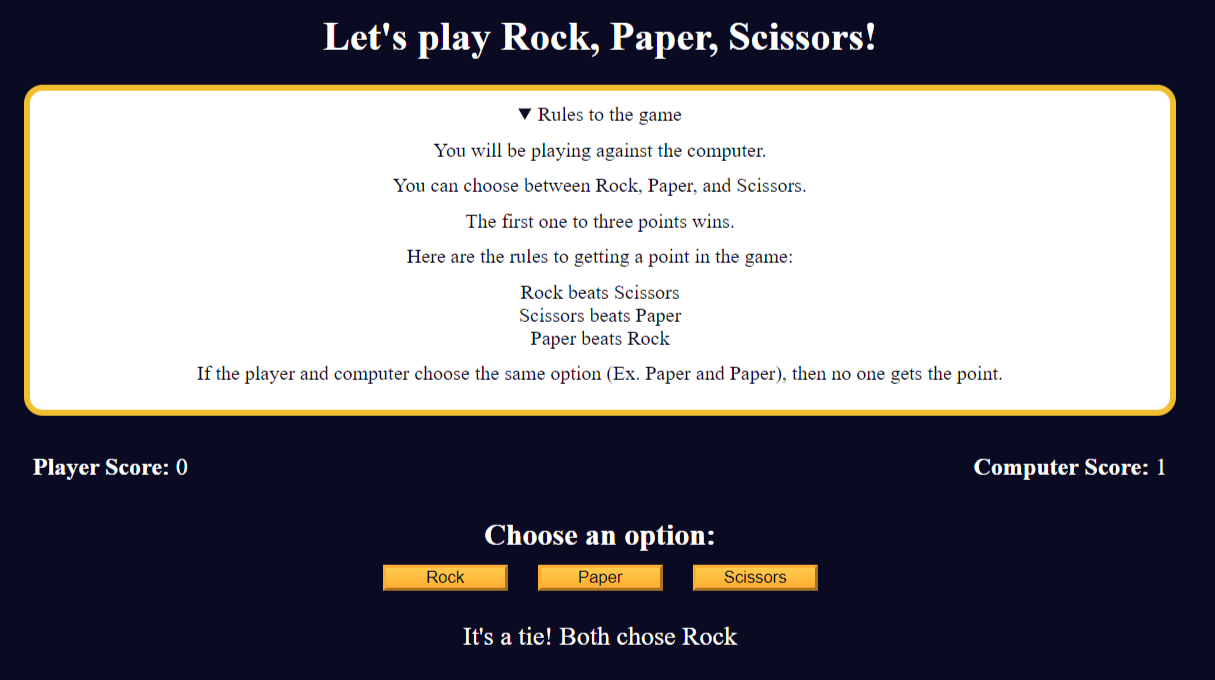 Let's play Rock, Paper, Scissors!
▼ Rules to the game
You will be playing against the computer.
You can choose between Rock, Paper, and Scissors.
The first one to three points wins.
Here are the rules to getting a point in the game:
Rock beats Scissors
Scissors beats Paper
Paper beats Rock
If the player and computer choose the same option (Ex. Paper and Paper), then no one gets the point.
Player Score: 0 Computer Score: 1
Choose an option:
Rock Paper Scissors
It's a tie! Both chose Rock